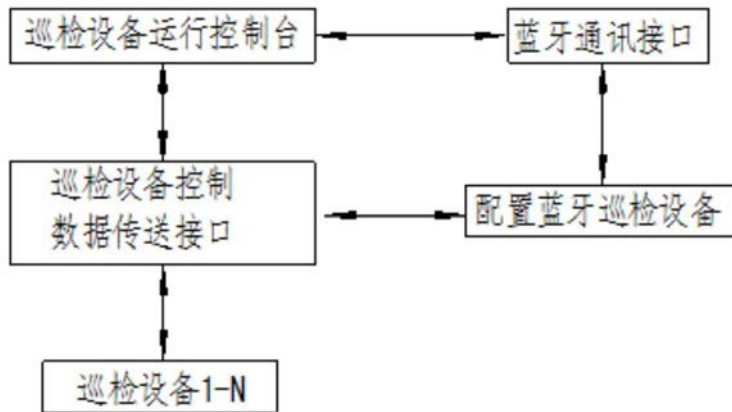 巡检设备运行控制台
蓝牙通讯接口
巡检设备控制
数据传送接口
配置蓝牙巡检设备
巡检设备1-N